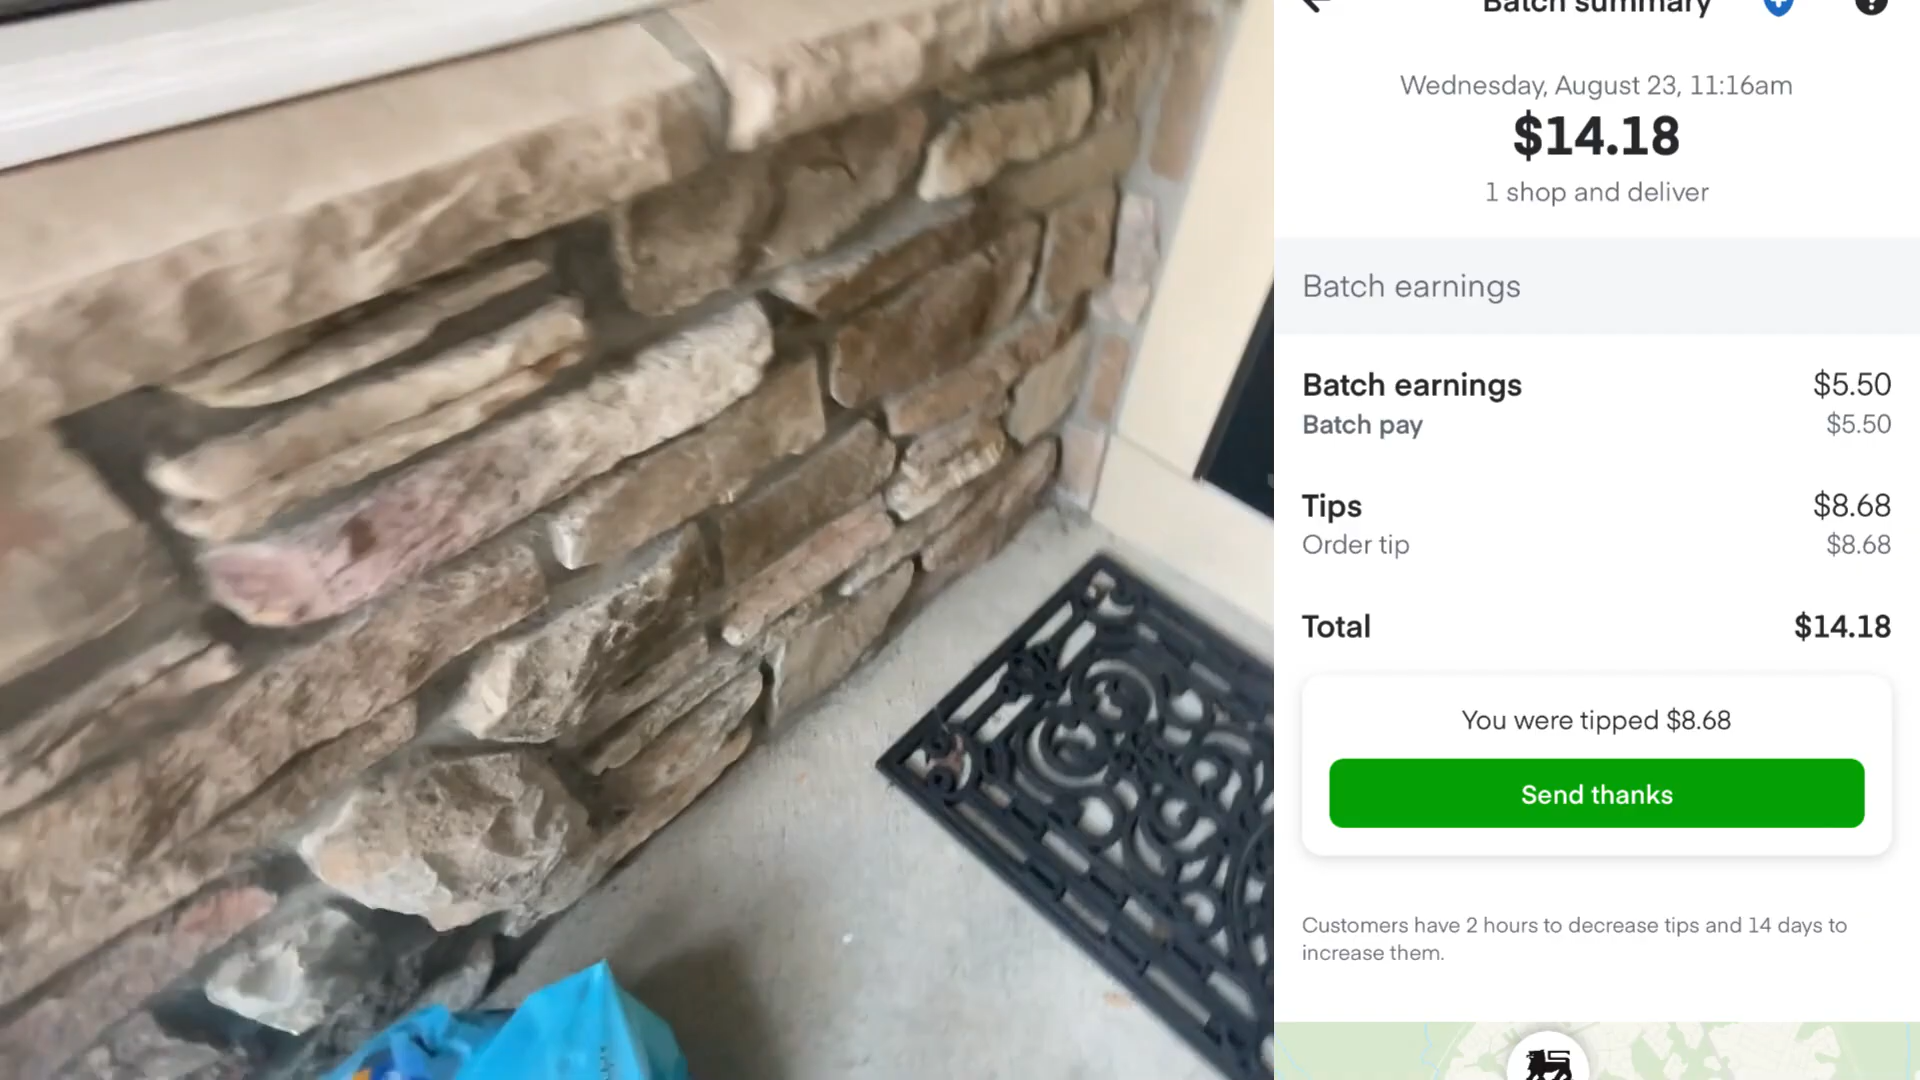 Batch summary
Wednesday, August 23, 11:16am
$14.18
1 shop and deliver
Batch earnings
Batch earnings $5.50
Batch pay $5.50
Tips $8.68
Order tip $8.68
Total $14.18
You were tipped $8.68
Send thanks
Customers have 2 hours to decrease tips and 14 days to
increase them.